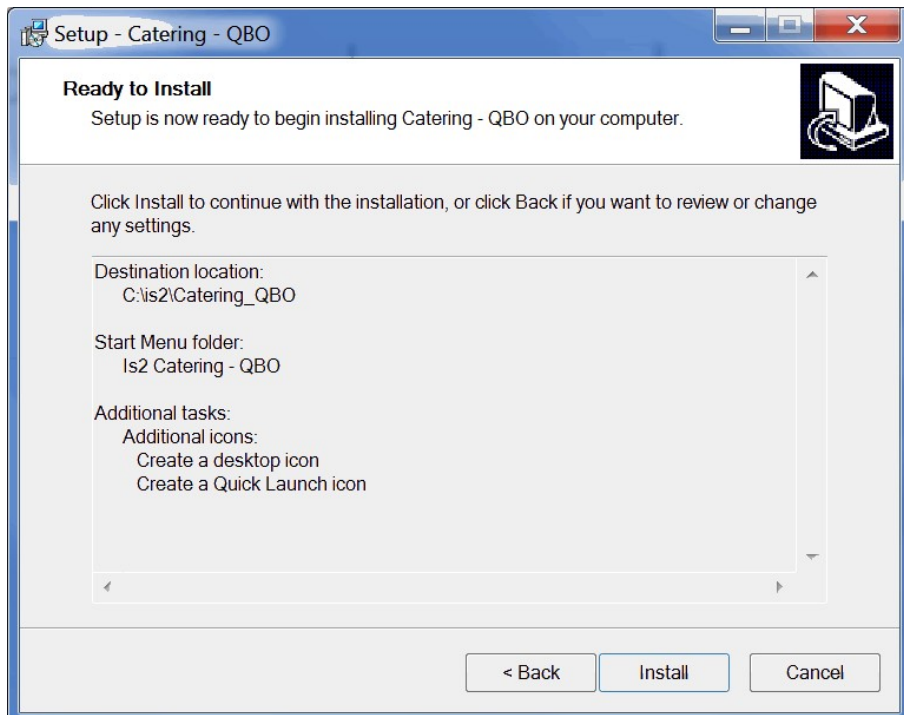 Setup - Catering - QBO
Ready to Install
Setup is now ready to begin installing Catering - QBO on your computer.
Click Install to continue with the installation, or click Back if you want to review or change
any settings.
Destination location:
C:\is2\Catering_QBO
Start Menu folder:
Is2 Catering - QBO
Additional tasks:
Additional icons:
Create a desktop icon
Create a Quick Launch icon
< Back
Install
Cancel